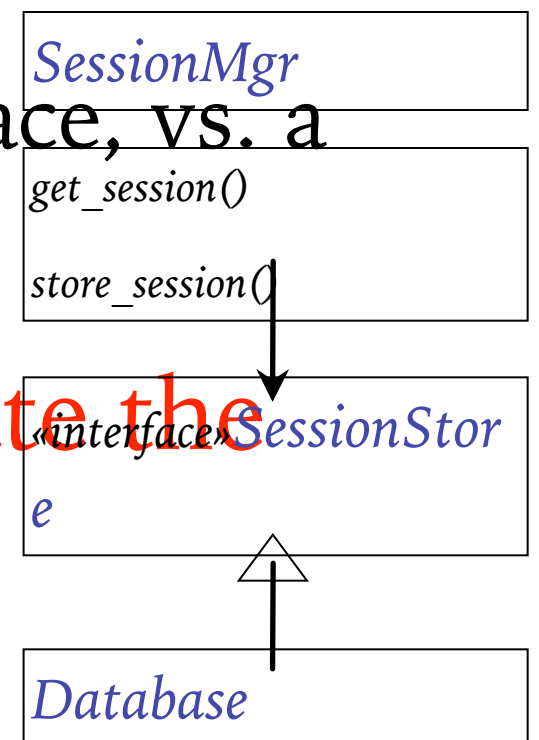 SessionMgr
ace, vs. a
get_session()
store_session()
te the
«interface»SessionStor
e
Database